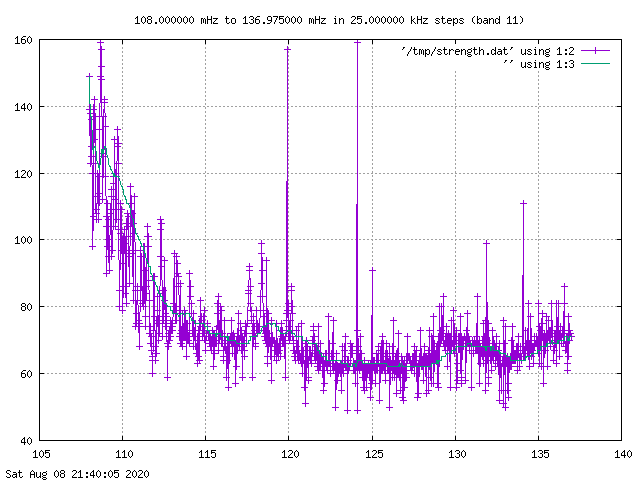 108.000000 mHz to 136.975000 mHz in 25.000000 kHz steps (band 11)
160
'/tmp/strength.dat' using 1:2
'' using 1:3
140
120
100
80
60
40
105 110 115 120 125 130 135 140
Sat Aug 08 21:40:05 2020